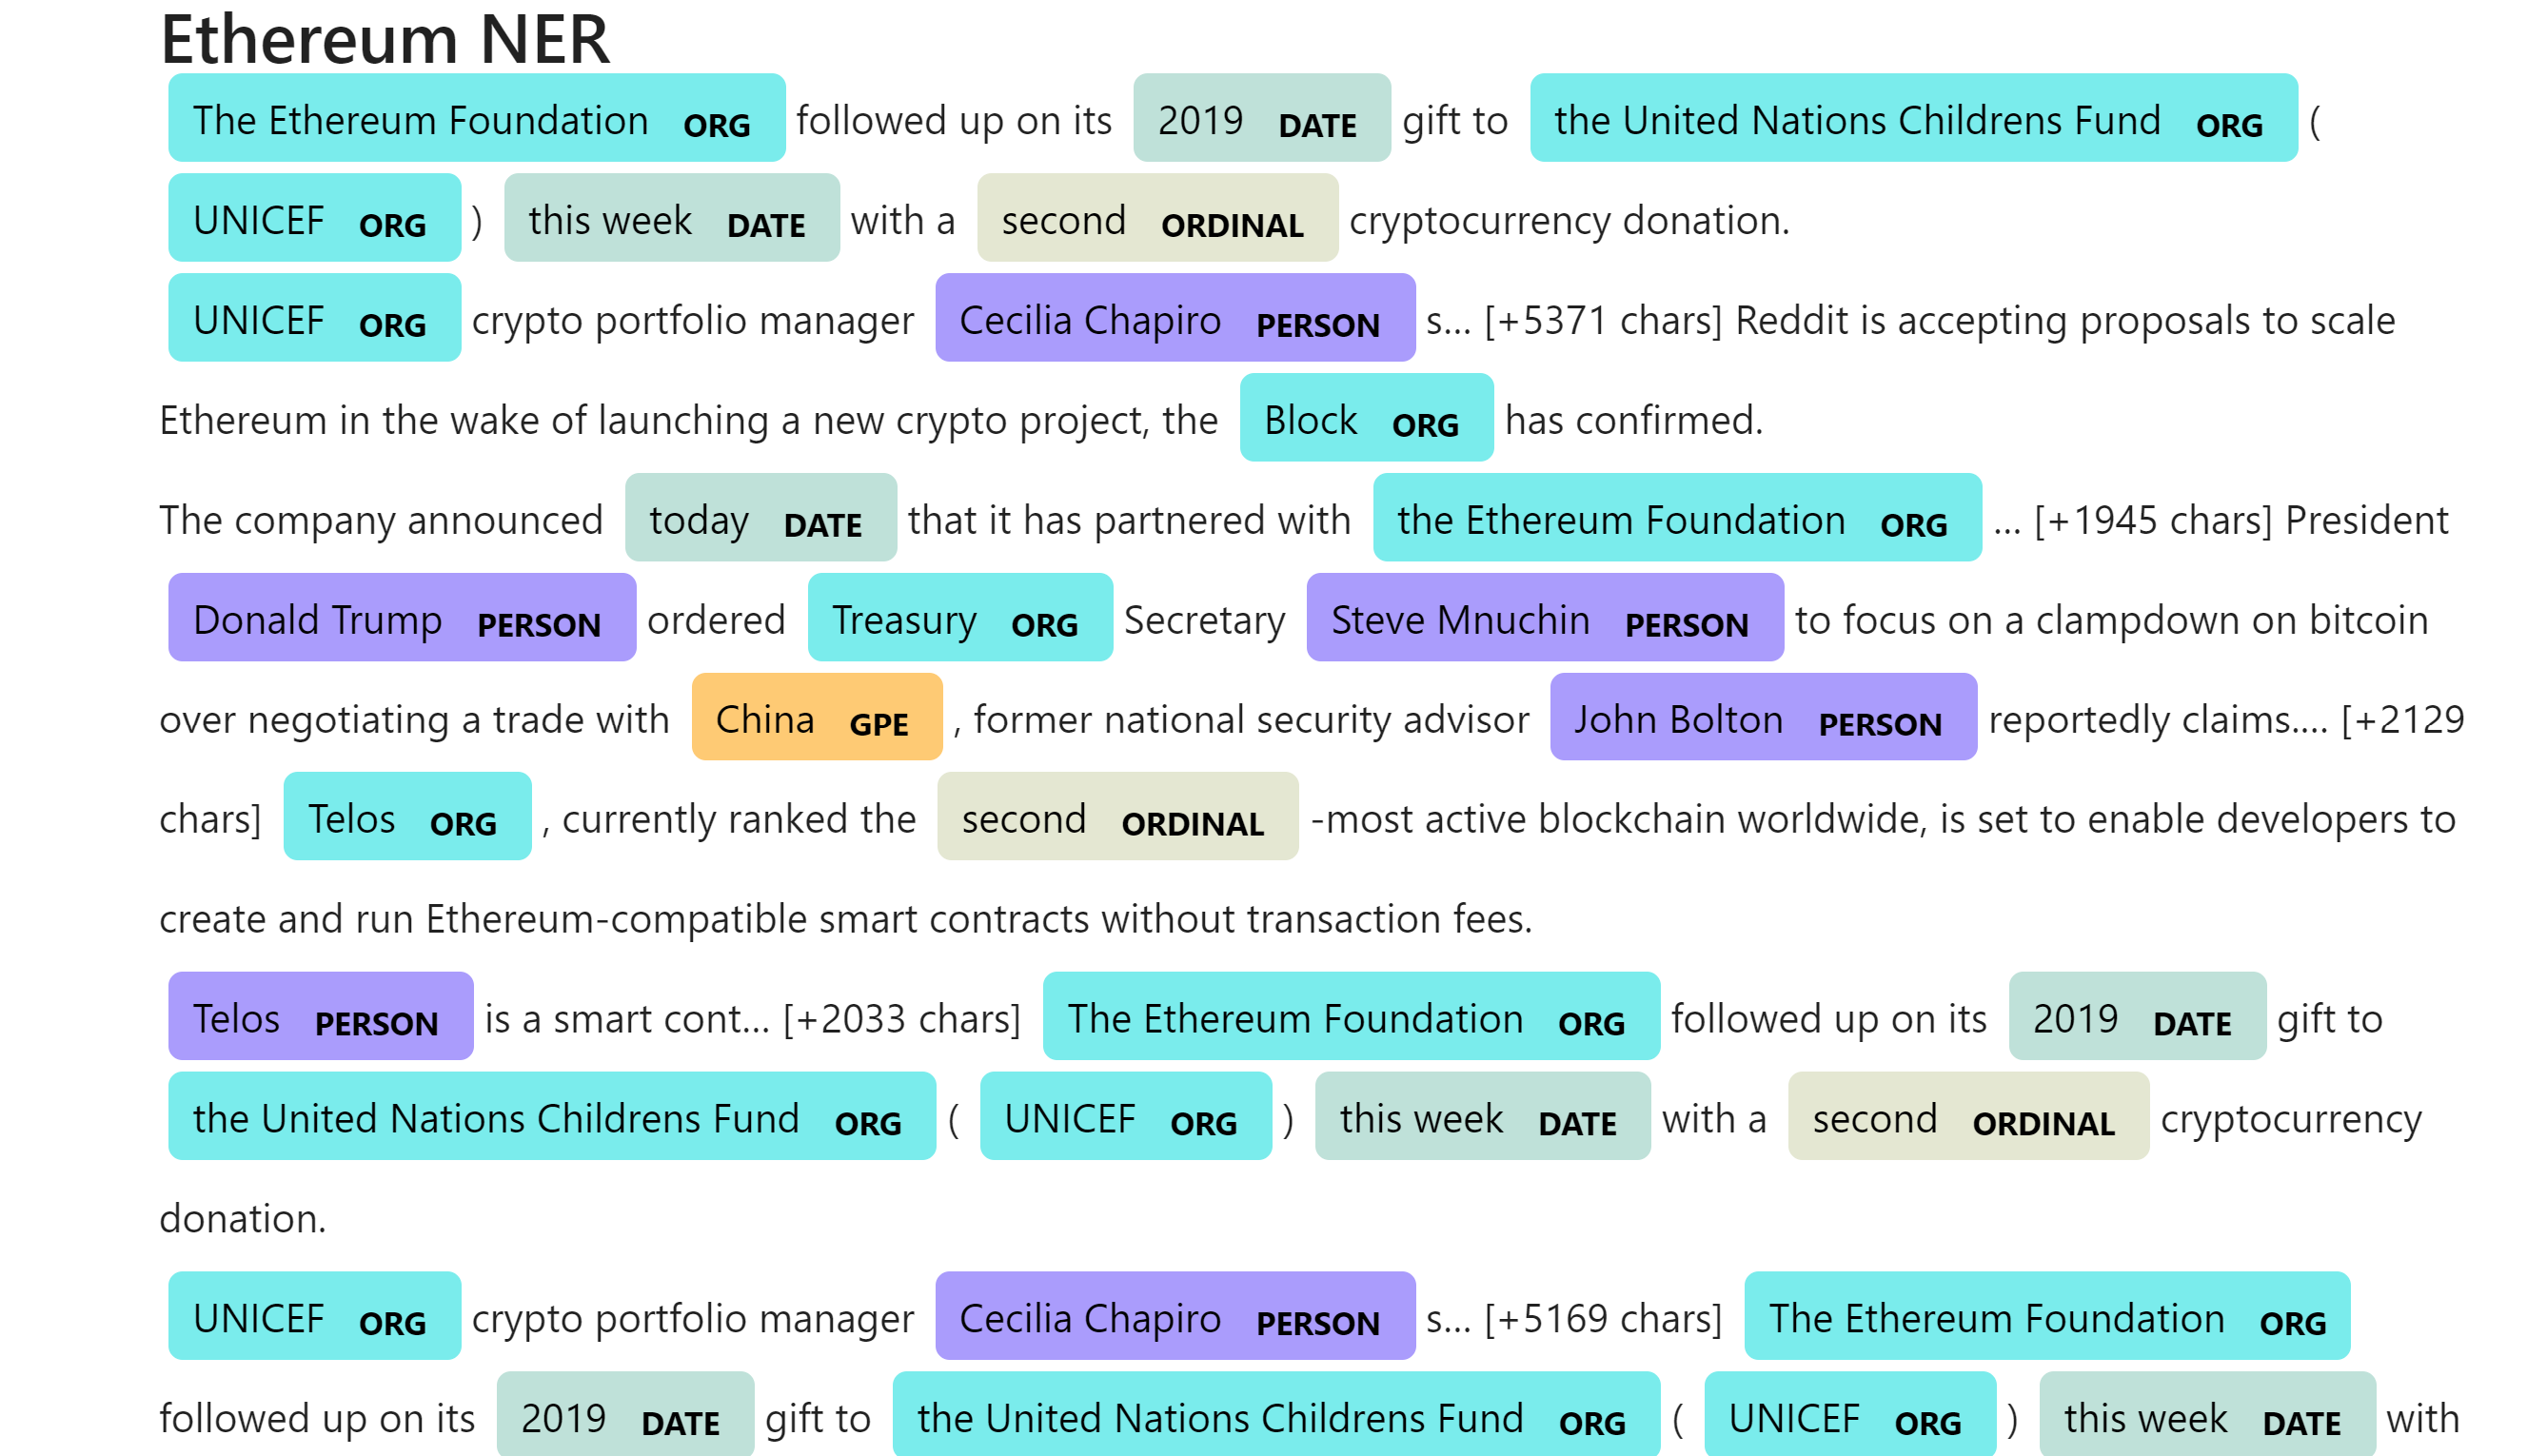 Ethereum NER
The Ethereum Foundation ORG followed up on its 2019 DATE gift to the United Nations Childrens Fund ORG (
UNICEF ORG ) this week DATE with a second ORDINAL cryptocurrency donation.
UNICEF ORG crypto portfolio manager Cecilia Chapiro PERSON s… [+5371 chars] Reddit is accepting proposals to scale
Ethereum in the wake of launching a new crypto project, the Block ORG has confirmed.
The company announced today DATE that it has partnered with the Ethereum Foundation ORG … [+1945 chars] President
Donald Trump PERSON ordered Treasury ORG Secretary Steve Mnuchin PERSON to focus on a clampdown on bitcoin
over negotiating a trade with China GPE , former national security advisor John Bolton PERSON reportedly claims.… [+2129
chars] Telos ORG , currently ranked the second ORDINAL -most active blockchain worldwide, is set to enable developers to
create and run Ethereum-compatible smart contracts without transaction fees.
Telos PERSON is a smart cont… [+2033 chars] The Ethereum Foundation ORG followed up on its 2019 DATE gift to
the United Nations Childrens Fund ORG ( UNICEF ORG ) this week DATE with a second ORDINAL cryptocurrency
donation.
UNICEF ORG crypto portfolio manager Cecilia Chapiro PERSON s… [+5169 chars] The Ethereum Foundation ORG
followed up on its 2019 DATE gift to the United Nations Childrens Fund ORG ( UNICEF ORG ) this week DATE with